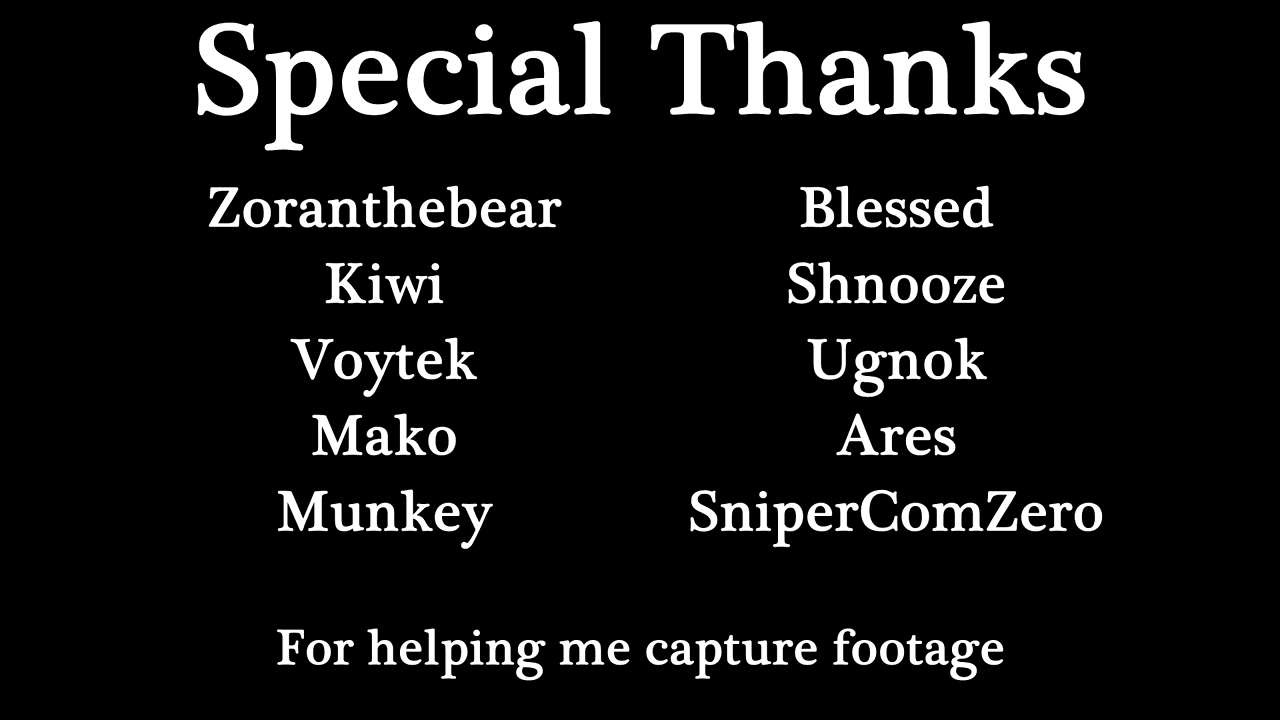 Special Thanks
Zoranthebear
Kiwi
Voytek
Mako
Munkey
Blessed
Shnooze
Ugnok
Ares
SniperComZero
For helping me capture footage